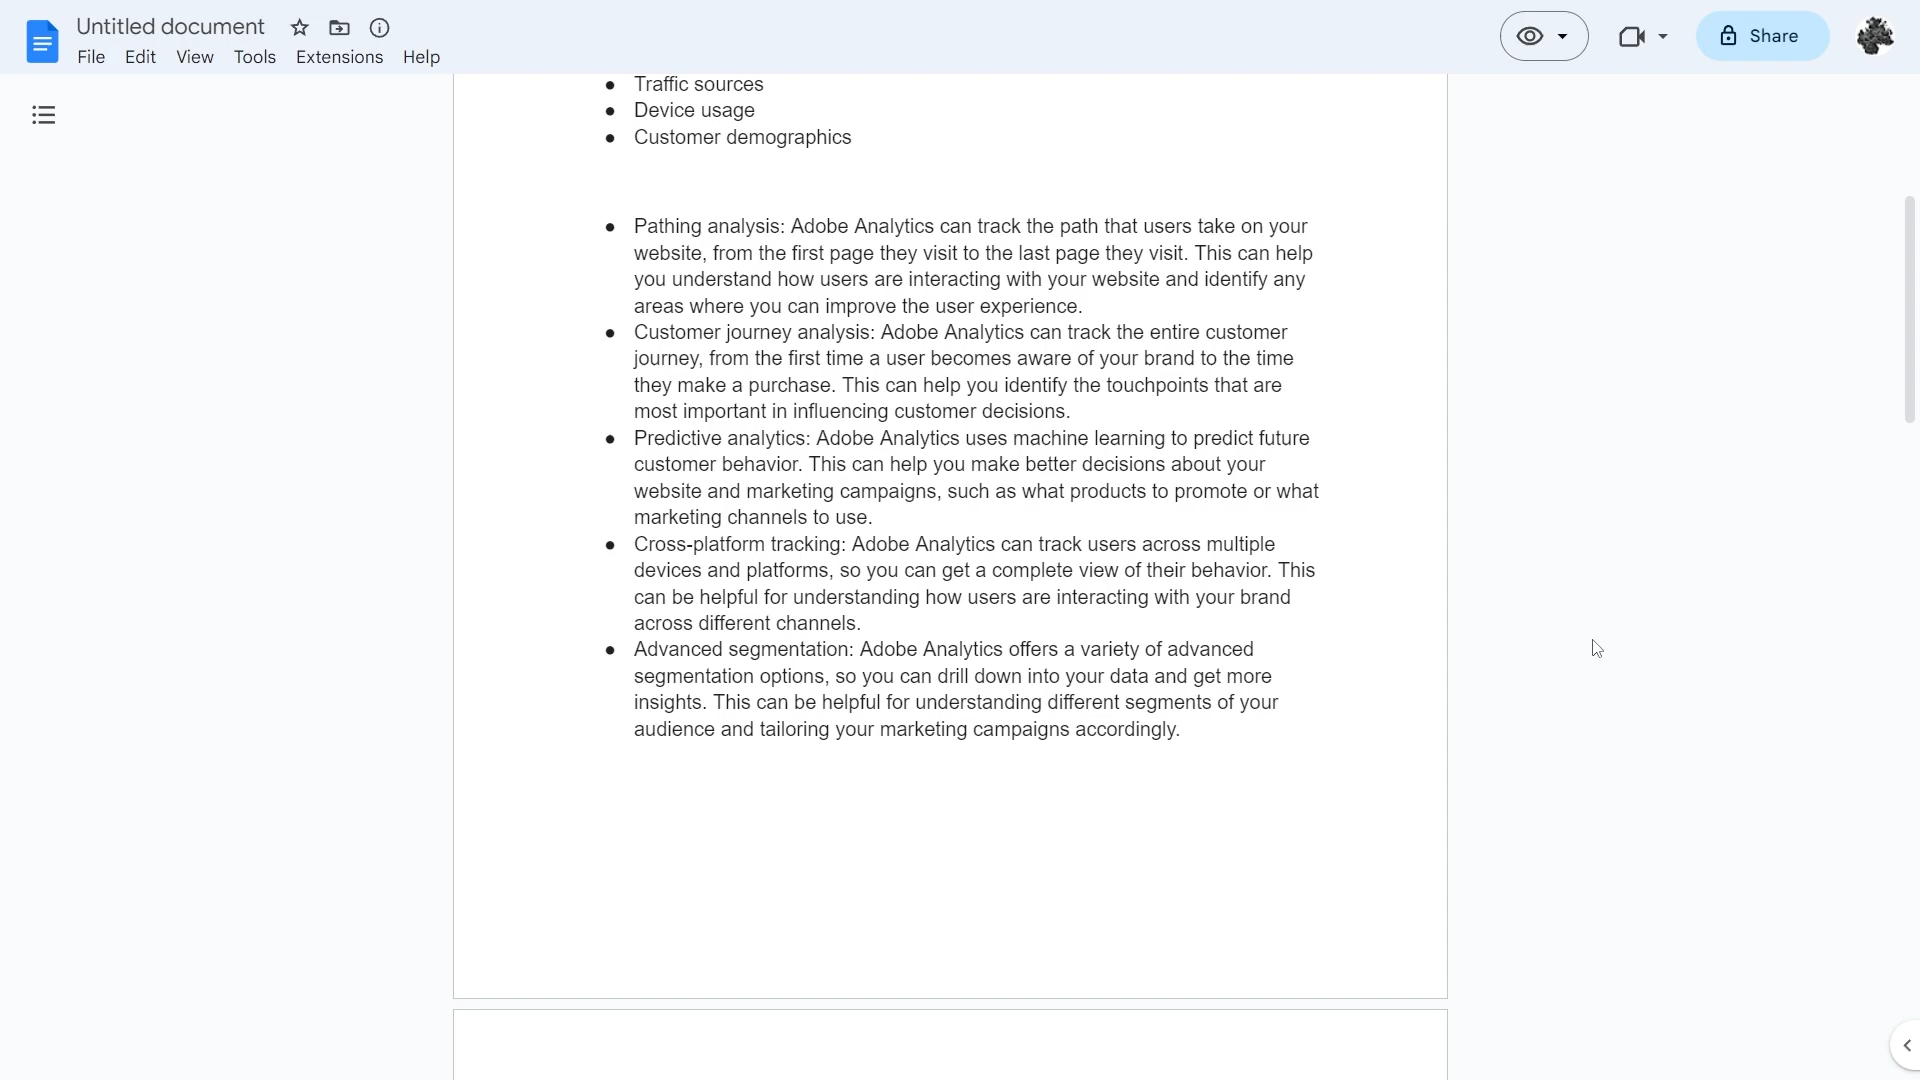 Untitled document
File Edit View Tools Extensions Help
Share
● Traffic sources
● Device usage
● Customer demographics
● Pathing analysis: Adobe Analytics can track the path that users take on your
website, from the first page they visit to the last page they visit. This can help
you understand how users are interacting with your website and identify any
areas where you can improve the user experience.
● Customer journey analysis: Adobe Analytics can track the entire customer
journey, from the first time a user becomes aware of your brand to the time
they make a purchase. This can help you identify the touchpoints that are
most important in influencing customer decisions.
● Predictive analytics: Adobe Analytics uses machine learning to predict future
customer behavior. This can help you make better decisions about your
website and marketing campaigns, such as what products to promote or what
marketing channels to use.
● Cross-platform tracking: Adobe Analytics can track users across multiple
devices and platforms, so you can get a complete view of their behavior. This
can be helpful for understanding how users are interacting with your brand
across different channels.
● Advanced segmentation: Adobe Analytics offers a variety of advanced
segmentation options, so you can drill down into your data and get more
insights. This can be helpful for understanding different segments of your
audience and tailoring your marketing campaigns accordingly.